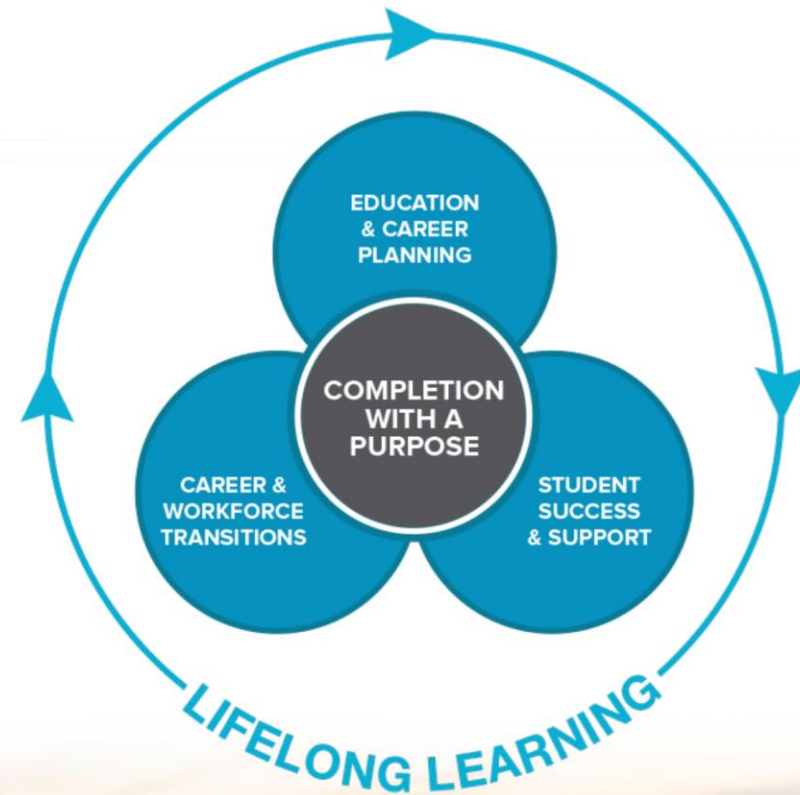 EDUCATION
& CAREER
PLANNING
COMPLETION
WITH A
PURPOSE
CAREER &
WORKFORCE
TRANSITIONS
STUDENT
SUCCESS
& SUPPORT
LIFELONG LEARNING